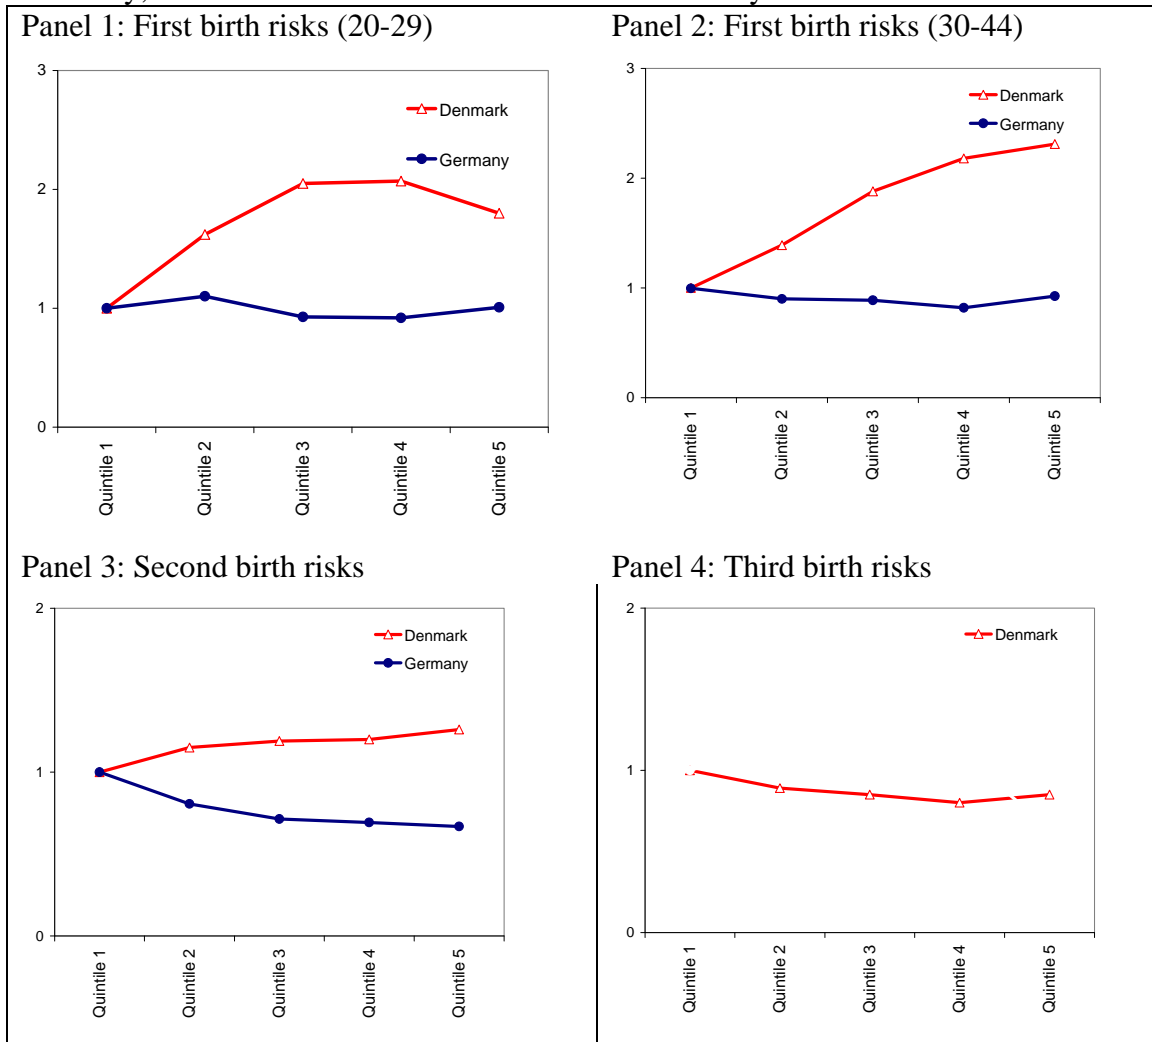 Panel 1: First birth risks (20-29)
3
2
1
0
Denmark
Germany
Quintile 1
Quintile 2
Quintile 3
Quintile 4
Quintile 5
Panel 2: First birth risks (30-44)
3
2
1
0
Denmark
Germany
Quintile 1
Quintile 2
Quintile 3
Quintile 4
Quintile 5
Panel 3: Second birth risks
2
1
0
Denmark
Germany
Quintile 1
Quintile 2
Quintile 3
Quintile 4
Quintile 5
Panel 4: Third birth risks
2
1
0
Denmark
Quintile 1
Quintile 2
Quintile 3
Quintile 4
Quintile 5